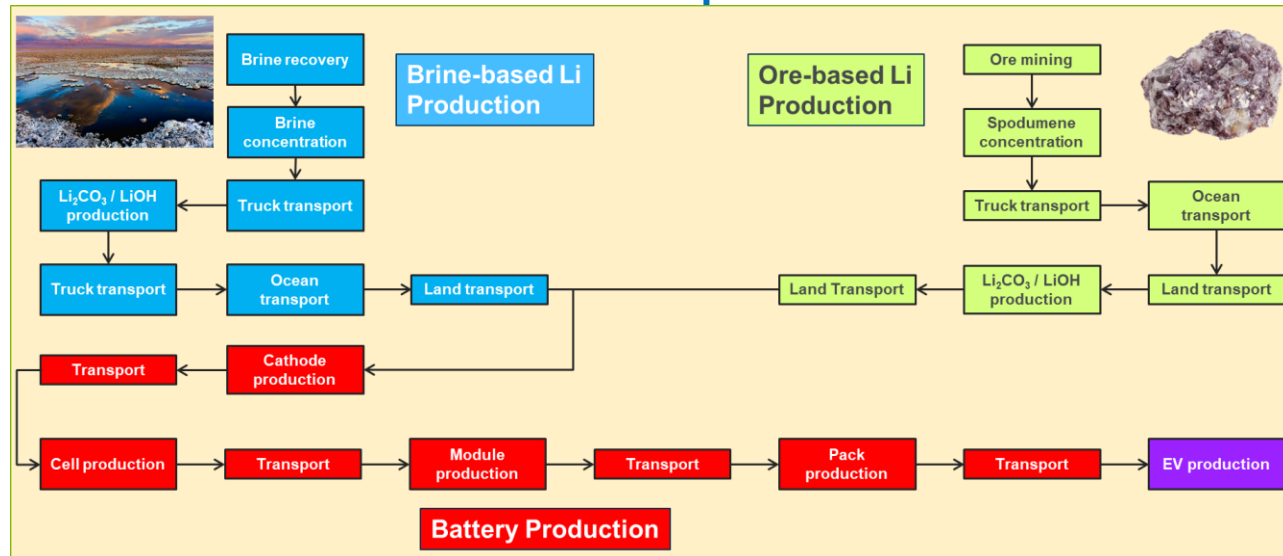 Brine recovery
Brine-based Li
Production
Ore-based Li
Production
Ore mining
Brine
concentration
Spodumene
concentration
Li₂CO₃ / LiOH
production
Truck transport
Truck transport
Ocean
transport
Truck transport
Ocean
transport
Land transport
Land Transport
Li₂CO₃ / LiOH
production
Land transport
Transport
Cathode
production
Cell production
Transport
Module
production
Transport
Pack
production
Transport
EV production
Battery Production